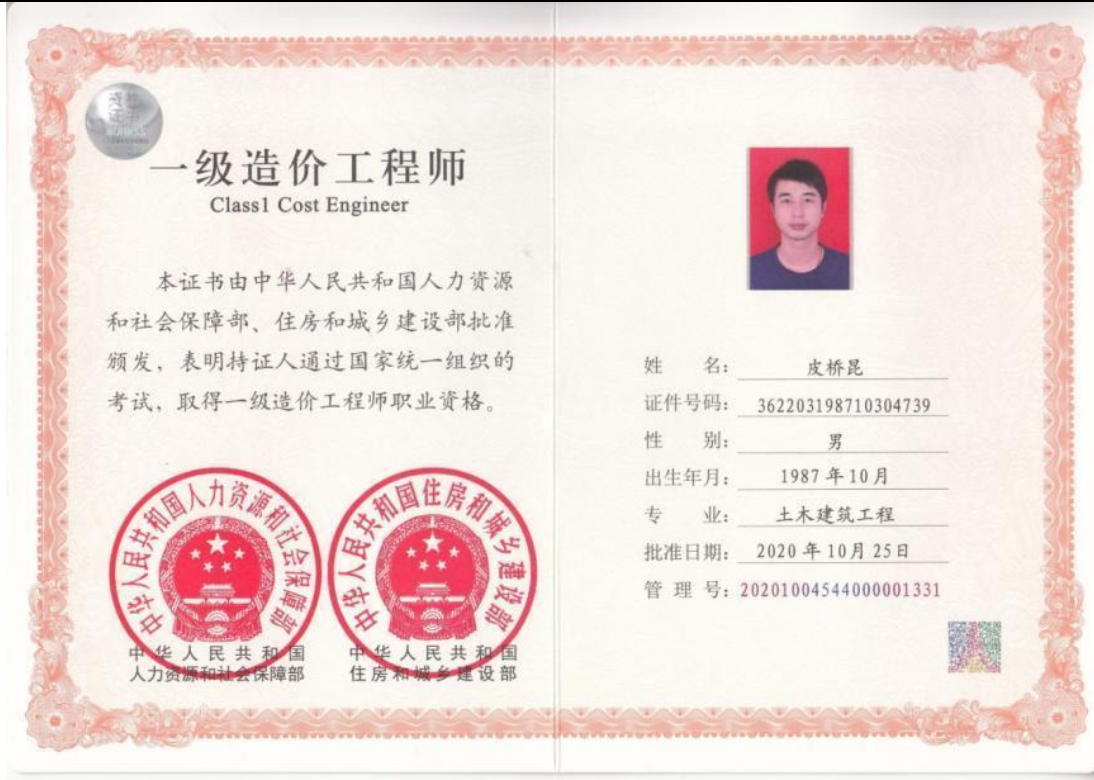 一级造价工程师
Class1 Cost Engineer
本证书由中华人民共和国人力资源
和社会保障部、住房和城乡建设部批准
颁发，表明持证人通过国家统一组织的
考试，取得一级造价工程师职业资格。
中华人民共和国人力资源和社会保障部
中华人民共和国住房和城乡建设部
中华人民共和国
人力资源和社会保障部
中华人民共和国
住房和城乡建设部
姓 名：皮桥昆
证件号码：362203198710304739
性 别：男
出生年月：1987年10月
专 业：土木建筑工程
批准日期：2020年10月25日
管 理 号：20201004544000001331